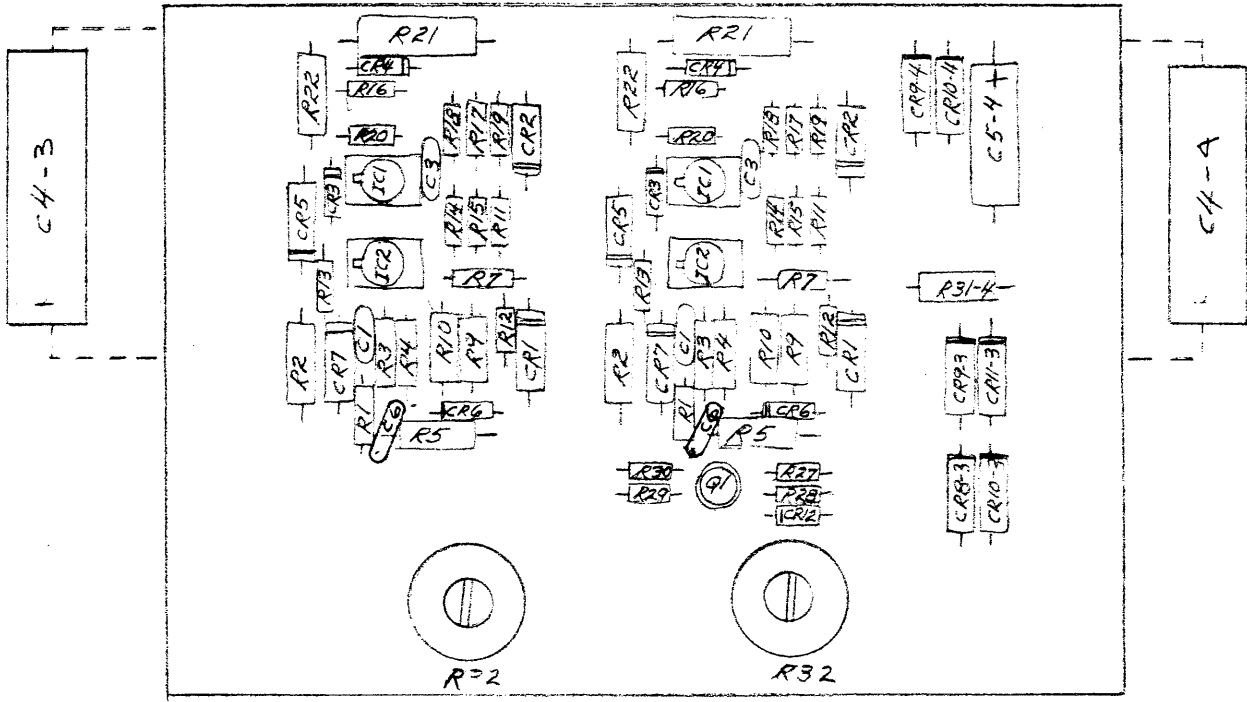 C4-3
R21
R22
CR4
R16
R20
R18
R17
R19
CR2
IC1
C3
CR3
CR5
R14
R15
R11
IC2
R13
R7
R2
CR7
C1
R3
R4
R10
R9
R12
CR1
R1
C6
CR6
R5
R21
R22
CR4
R16
R20
R18
R17
R19
CR2
IC1
C3
CR3
CR5
R14
R15
R11
IC2
R13
R7
R2
CR7
C1
R3
R4
R10
R9
R12
CR1
R1
C6
CR6
R5
R30
R29
Q1
R27
R28
CR12
CR9-4
CR10-4
C5-4 +
C4-4
R31-4
CR9-3
CR11-3
CR8-3
CR10-3
R32